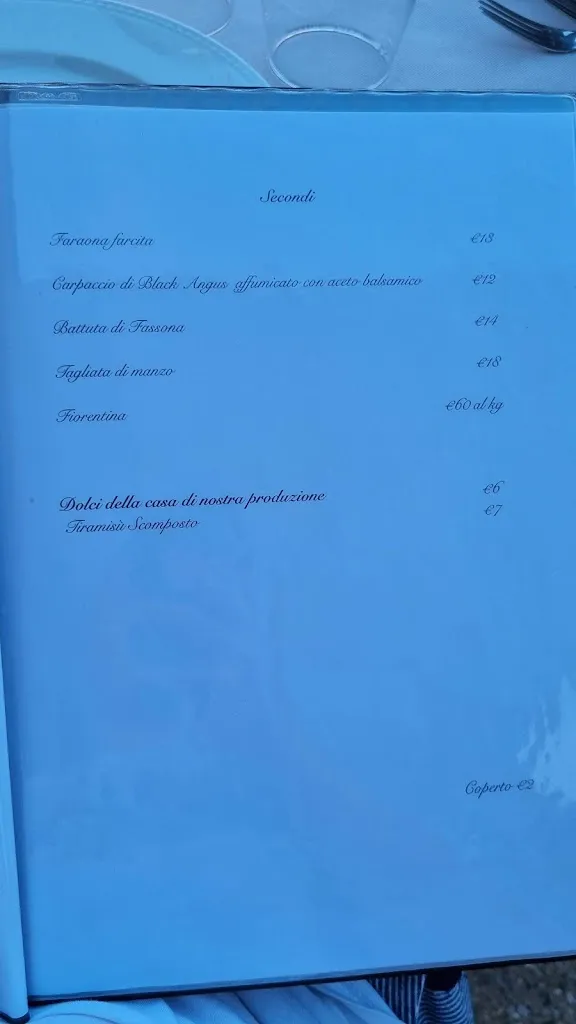 Secondi
Faraona farcita €13
Carpaccio di Black Angus affumicato con aceto balsamico €12
Battuta di Fassona €14
Tagliata di manzo €18
Fiorentina €60 al kg
Dolci della casa di nostra produzione €6
Tiramisù Scomposto €7
Coperto €2